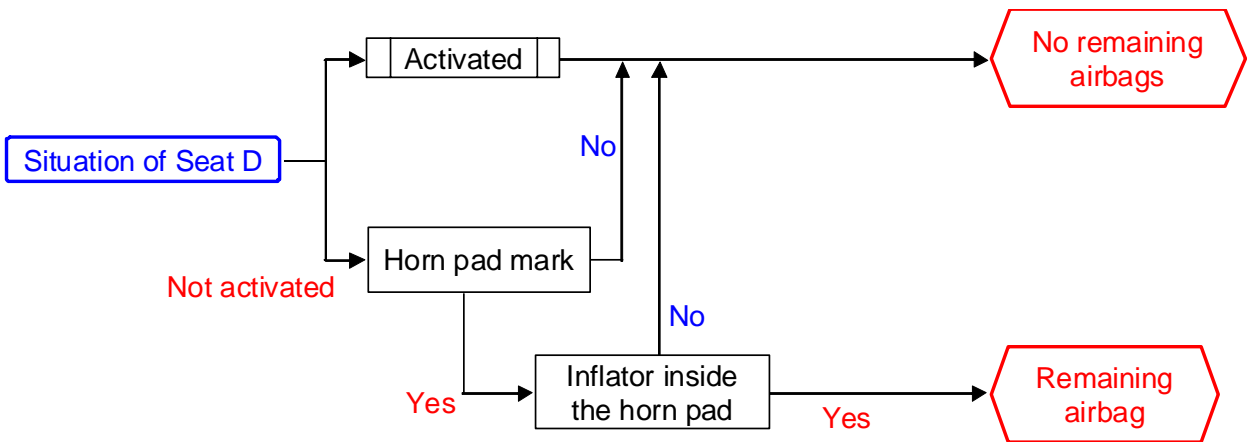 Activated
No remaining
airbags
Situation of Seat D
No
Horn pad mark
Not activated
No
Inflator inside
the horn pad
Yes
Yes
Remaining
airbag